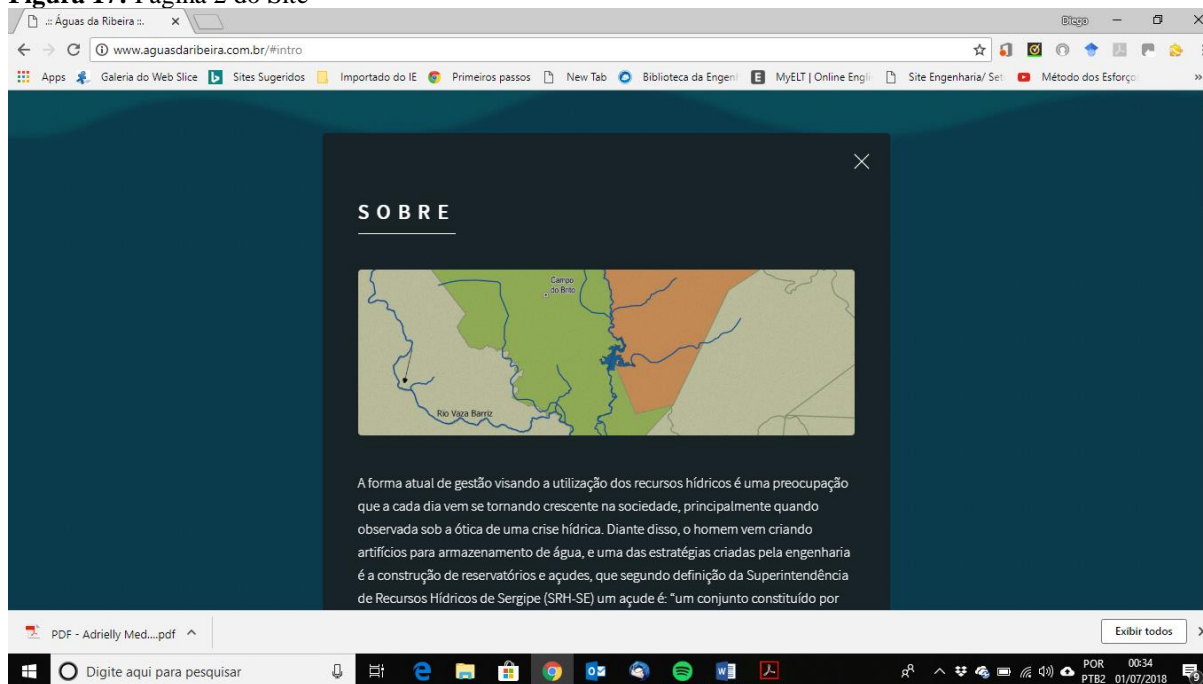 Figura 17: Página 2 do Site
.:: Águas da Ribeira ::.
Diego
www.aguasdaribeira.com.br/#intro
Apps Galeria do Web Slice Sites Sugeridos Importado do IE Primeiros passos New Tab Biblioteca da Engen MyELT | Online Engli Site Engenharia/ Set Método dos Esforço »
SOBRE
Campo
do Brito
Rio Vaza Barriz
A forma atual de gestão visando a utilização dos recursos hídricos é uma preocupação
que a cada dia vem se tornando crescente na sociedade, principalmente quando
observada sob a ótica de uma crise hídrica. Diante disso, o homem vem criando
artifícios para armazenamento de água, e uma das estratégias criadas pela engenharia
é a construção de reservatórios e açudes, que segundo definição da Superintendência
de Recursos Hídricos de Sergipe (SRH-SE) um açude é: “um conjunto constituído por
PDF - Adrielly Med....pdf
Exibir todos
Digite aqui para pesquisar
POR 00:34
PTB2 01/07/2018